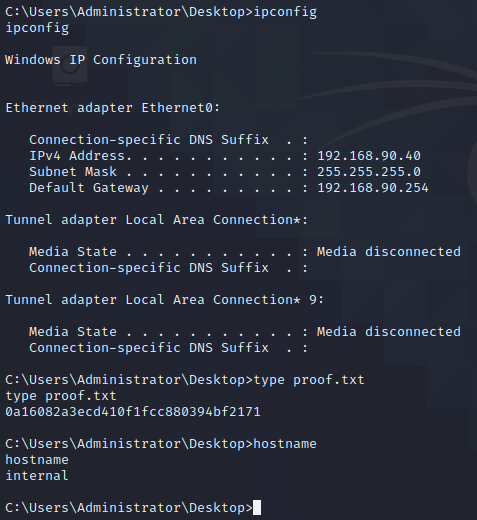 C:\Users\Administrator\Desktop>ipconfig
ipconfig
Windows IP Configuration
Ethernet adapter Ethernet0:
Connection-specific DNS Suffix  . :
IPv4 Address. . . . . . . . . . . : 192.168.90.40
Subnet Mask . . . . . . . . . . . : 255.255.255.0
Default Gateway . . . . . . . . . : 192.168.90.254
Tunnel adapter Local Area Connection*:
Media State . . . . . . . . . . . : Media disconnected
Connection-specific DNS Suffix  . :
Tunnel adapter Local Area Connection* 9:
Media State . . . . . . . . . . . : Media disconnected
Connection-specific DNS Suffix  . :
C:\Users\Administrator\Desktop>type proof.txt
type proof.txt
0a16082a3ecd410f1fcc880394bf2171
C:\Users\Administrator\Desktop>hostname
hostname
internal
C:\Users\Administrator\Desktop>